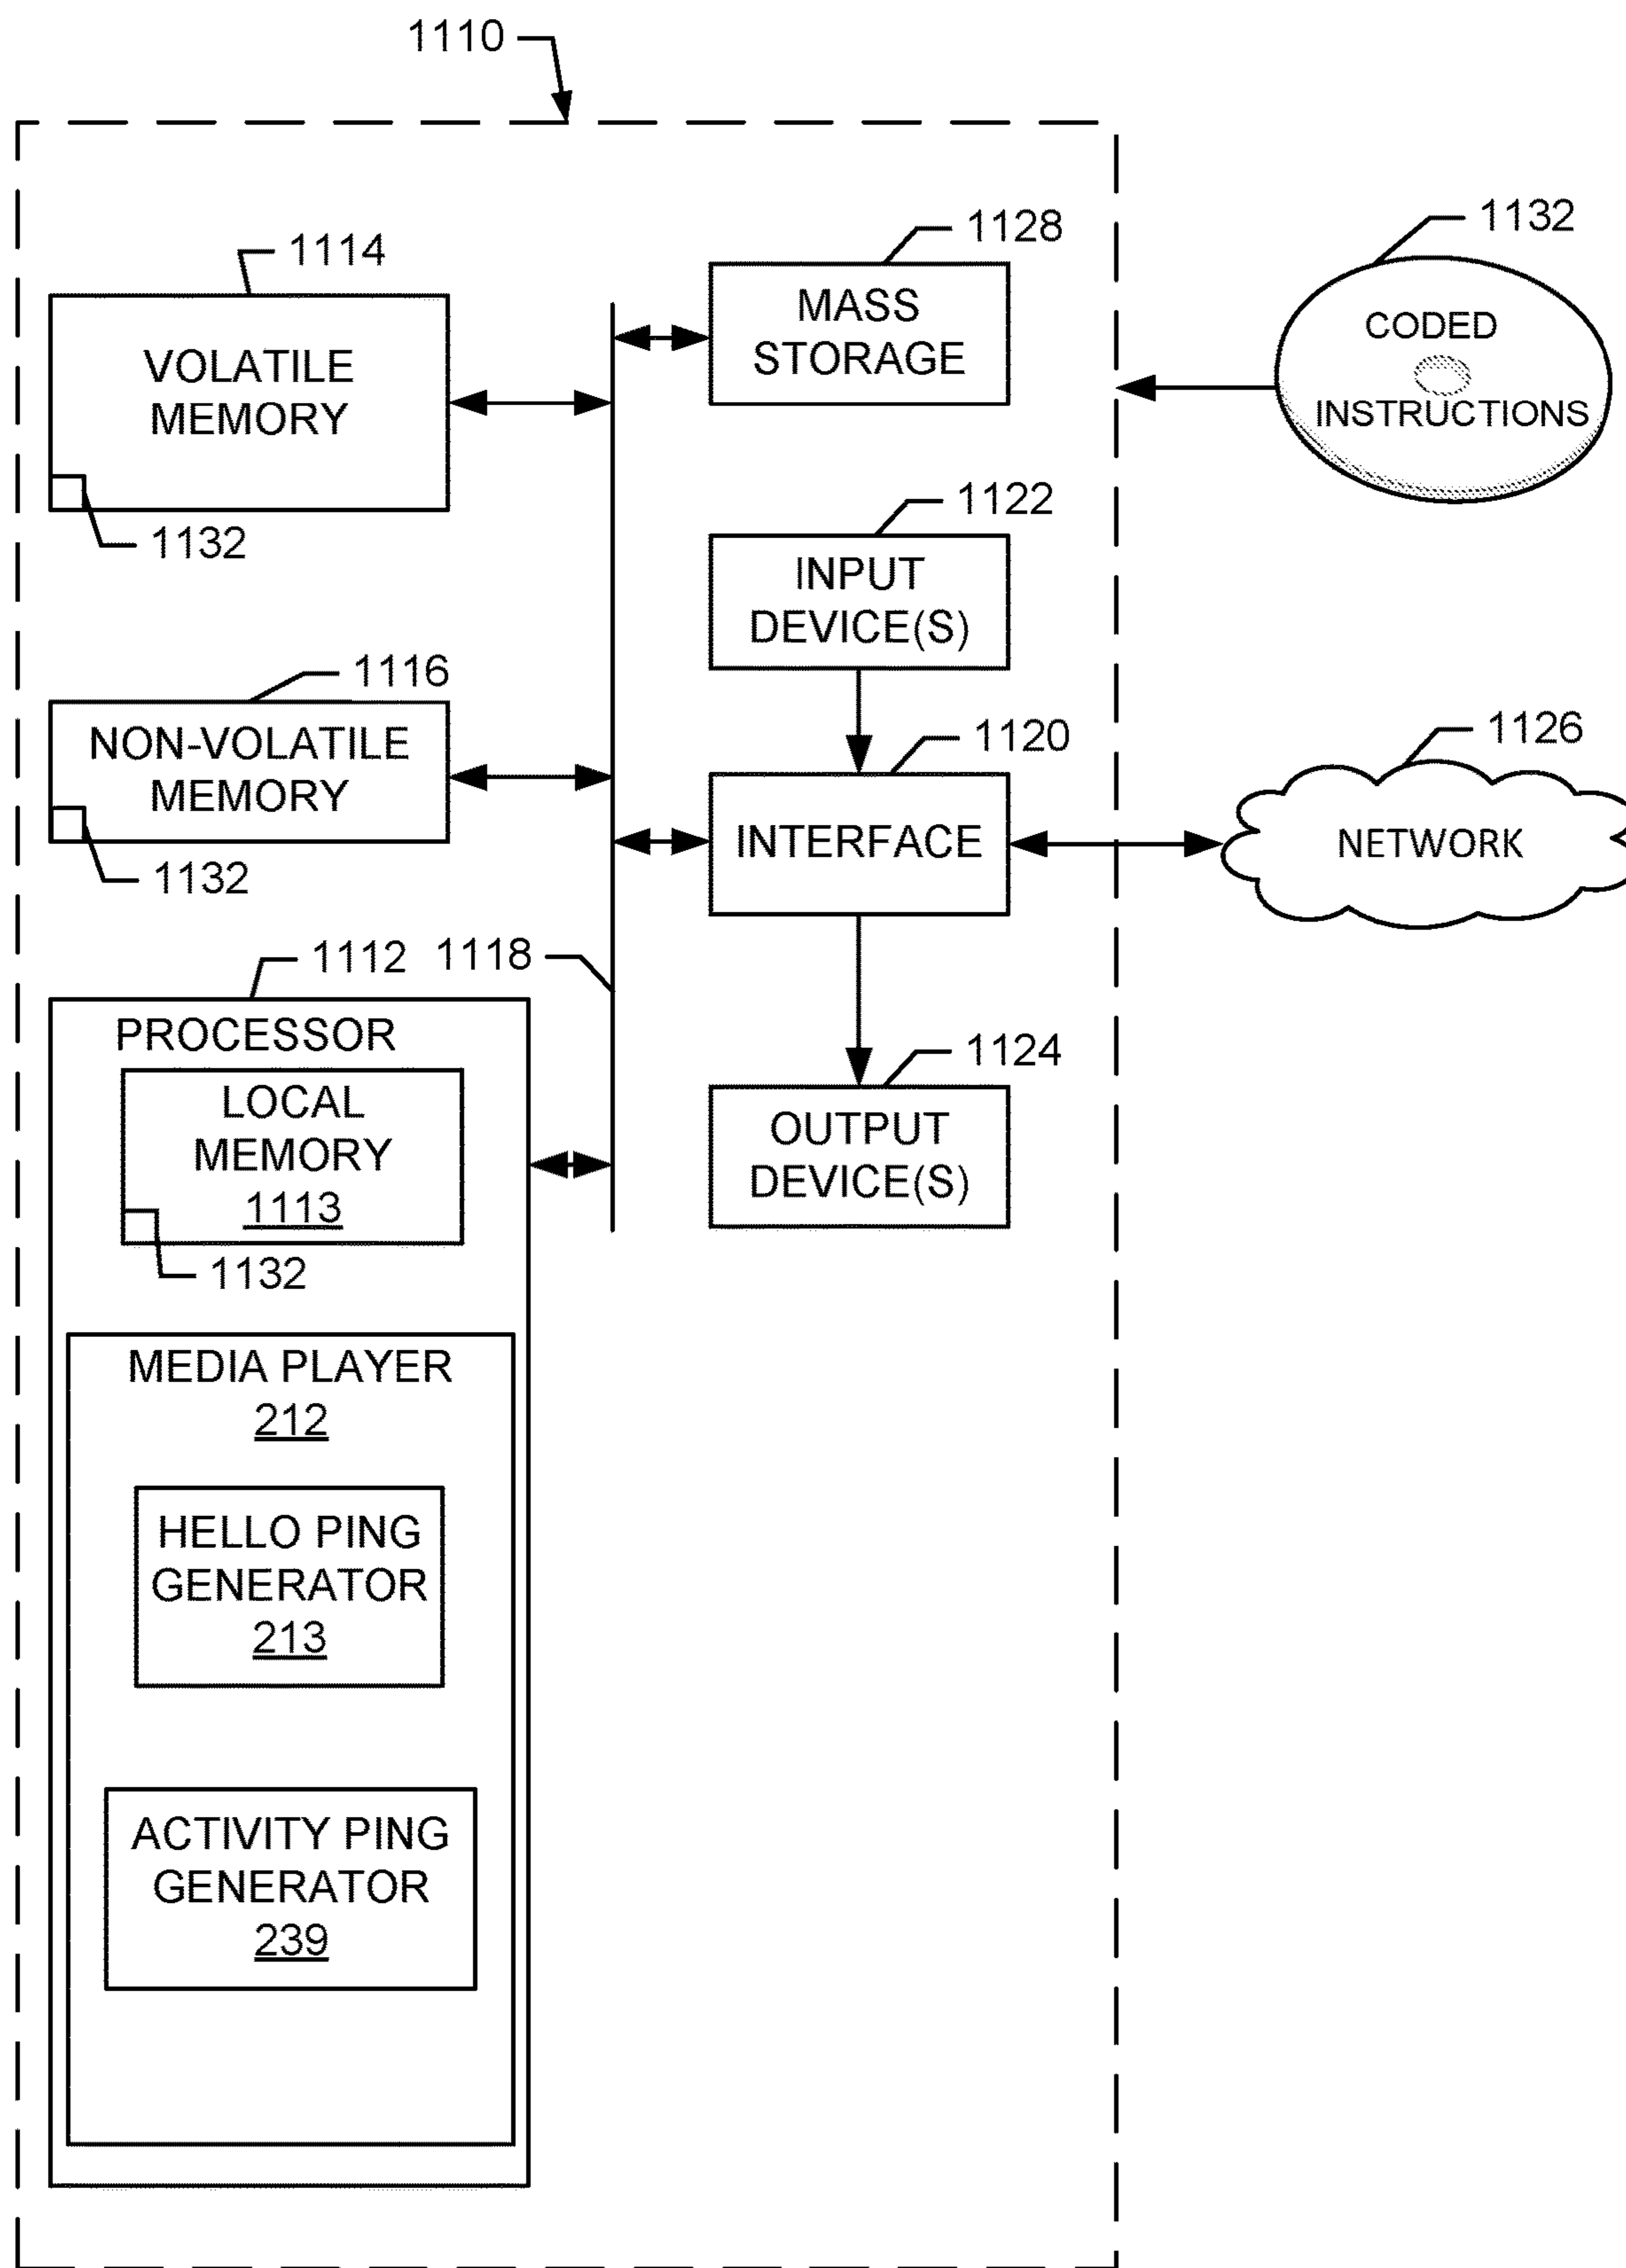 1110
1114
VOLATILE
MEMORY
1132
1128
MASS
STORAGE
1132
CODED
INSTRUCTIONS
1122
INPUT
DEVICE(S)
1116
NON-VOLATILE
MEMORY
1132
1120
INTERFACE
1126
NETWORK
1112
1118
PROCESSOR
LOCAL
MEMORY
1113
1132
1124
OUTPUT
DEVICE(S)
MEDIA PLAYER
212
HELLO PING
GENERATOR
213
ACTIVITY PING
GENERATOR
239